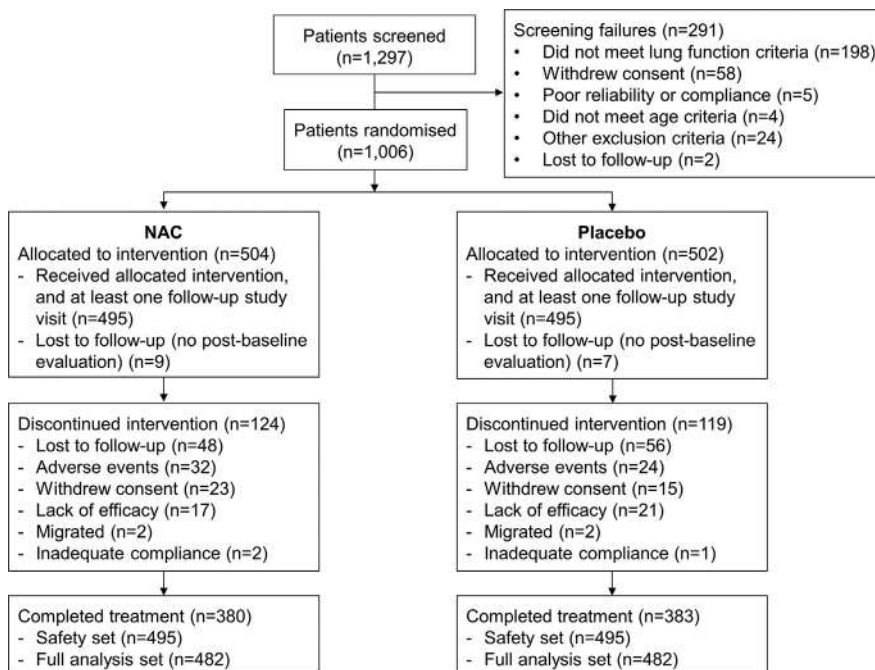 Patients screened
(n=1,297)
Screening failures (n=291)
• Did not meet lung function criteria (n=198)
• Withdrew consent (n=58)
• Poor reliability or compliance (n=5)
• Did not meet age criteria (n=4)
• Other exclusion criteria (n=24)
• Lost to follow-up (n=2)
Patients randomised
(n=1,006)
NAC
Allocated to intervention (n=504)
- Received allocated intervention,
and at least one follow-up study
visit (n=495)
- Lost to follow-up (no post-baseline
evaluation) (n=9)
Placebo
Allocated to intervention (n=502)
- Received allocated intervention,
and at least one follow-up study
visit (n=495)
- Lost to follow-up (no post-baseline
evaluation) (n=7)
Discontinued intervention (n=124)
- Lost to follow-up (n=48)
- Adverse events (n=32)
- Withdrew consent (n=23)
- Lack of efficacy (n=17)
- Migrated (n=2)
- Inadequate compliance (n=2)
Discontinued intervention (n=119)
- Lost to follow-up (n=56)
- Adverse events (n=24)
- Withdrew consent (n=15)
- Lack of efficacy (n=21)
- Migrated (n=2)
- Inadequate compliance (n=1)
Completed treatment (n=380)
- Safety set (n=495)
- Full analysis set (n=482)
Completed treatment (n=383)
- Safety set (n=495)
- Full analysis set (n=482)